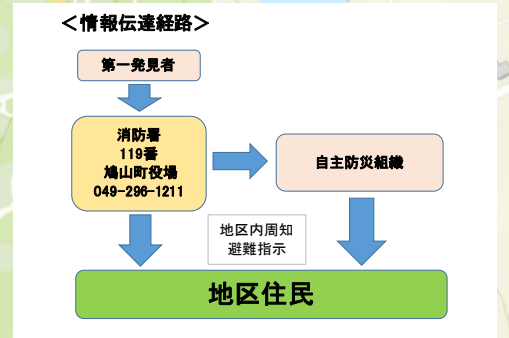 ＜情報伝達経路＞
第一発見者
消防署
119番
鳩山町役場
049-296-1211
自主防災組織
地区内周知
避難指示
地区住民